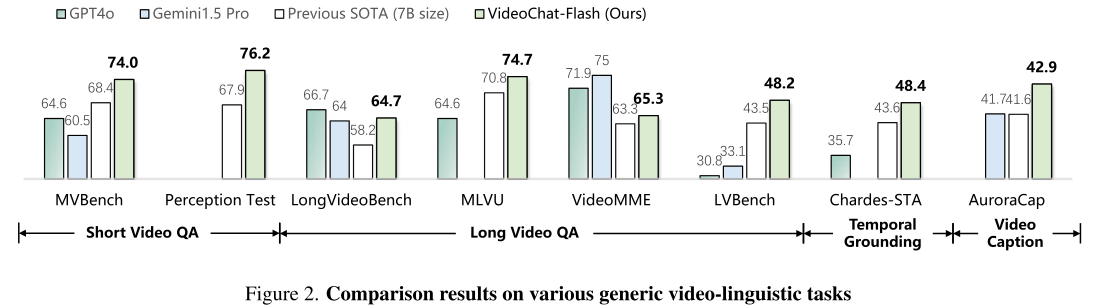 GPT4o Gemini1.5 Pro Previous SOTA (7B size) VideoChat-Flash (Ours)
64.6 60.5 68.4 74.0
67.9 76.2
66.7 64 58.2 64.7
64.6 70.8 74.7
71.9 75 63.3 65.3
30.8 33.1 43.5 48.2
35.7 43.6 48.4
41.7 41.6 42.9
MVBench Perception Test LongVideoBench MLVU VideoMME LVBench Chardes-STA AuroraCap
Short Video QA Long Video QA Temporal Grounding Video Caption
Figure 2. Comparison results on various generic video-linguistic tasks